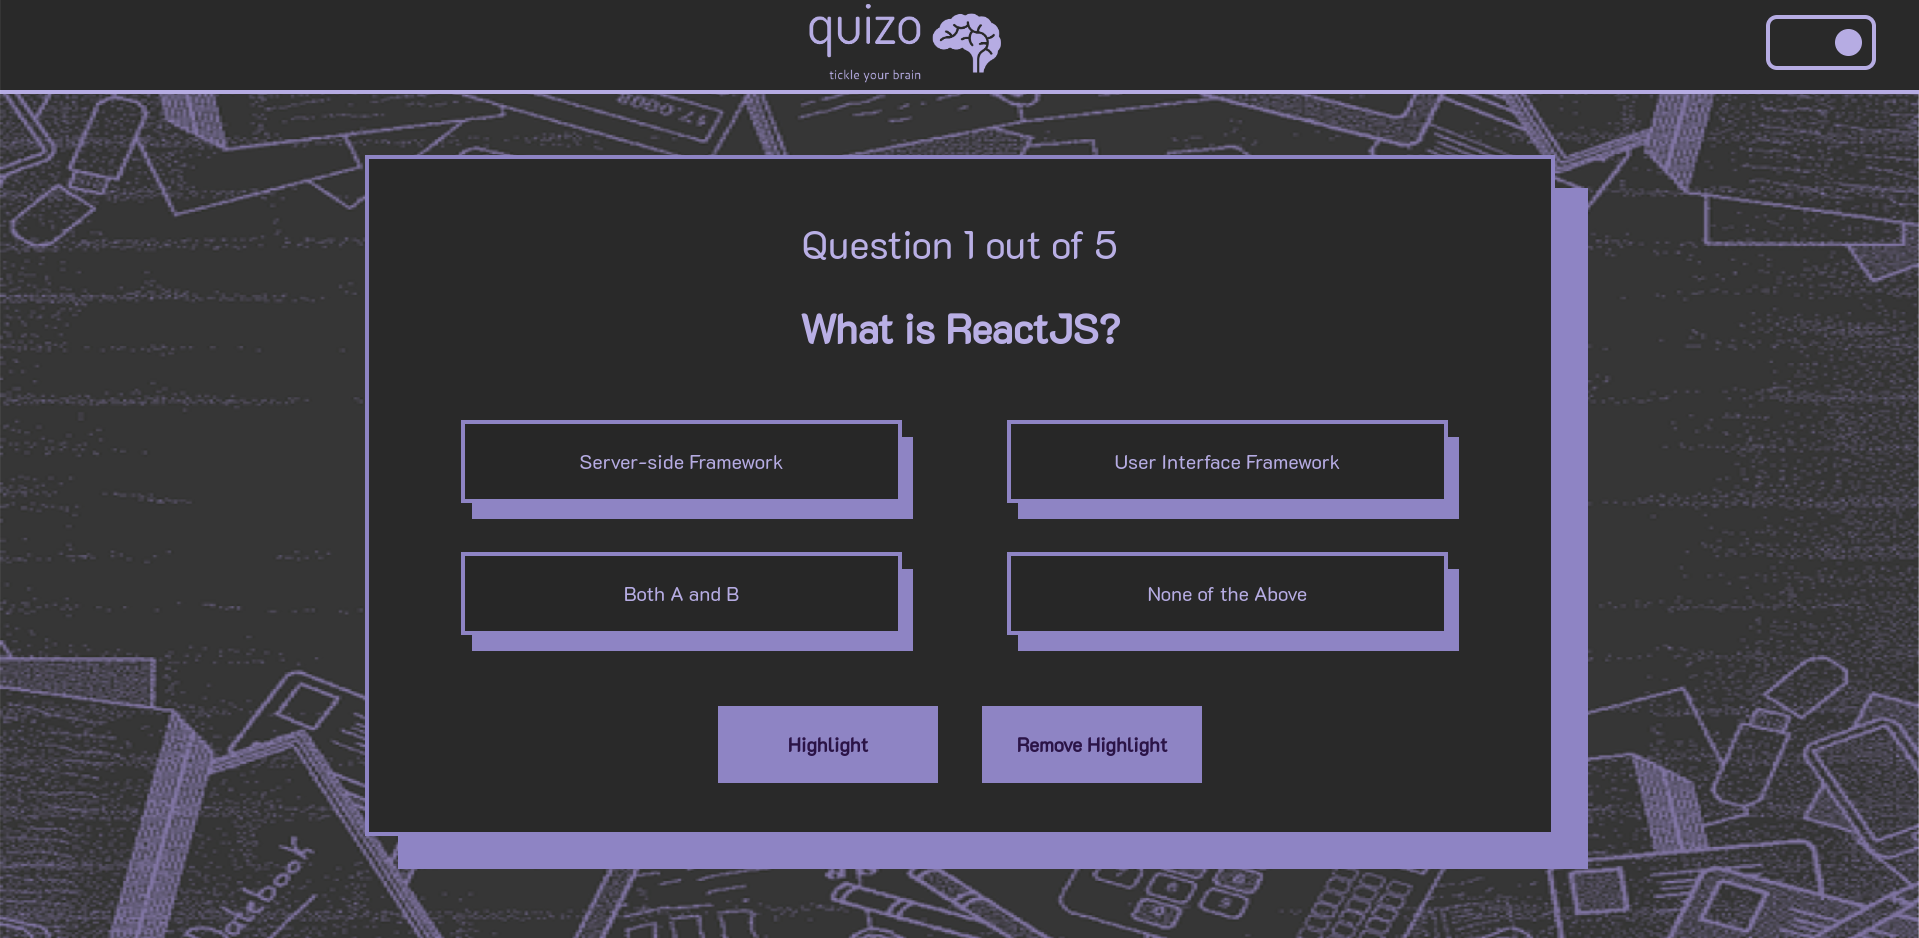 quizo
tickle your brain
Question 1 out of 5
What is ReactJS?
Server-side Framework
User Interface Framework
Both A and B
None of the Above
Highlight
Remove Highlight